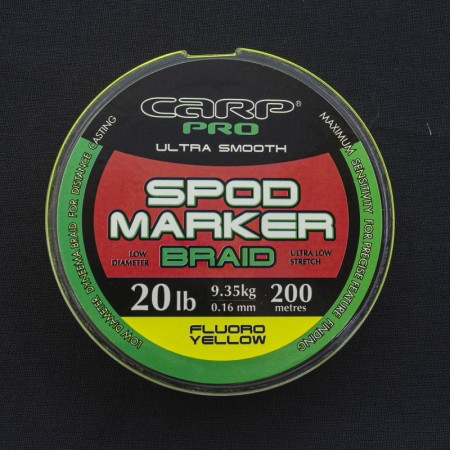 CARP®
PRO
ULTRA SMOOTH
SPOD
MARKER
BRAID
LOW
DIAMETER
ULTRA LOW
STRETCH
20 lb
9.35kg
0.16 mm
200
metres
FLUORO
YELLOW
LOW DIAMETER DYNEEMA BRAID FOR DISTANCE CASTING
MAXIMUM SENSITIVITY FOR PRECISE FEATURE FINDING